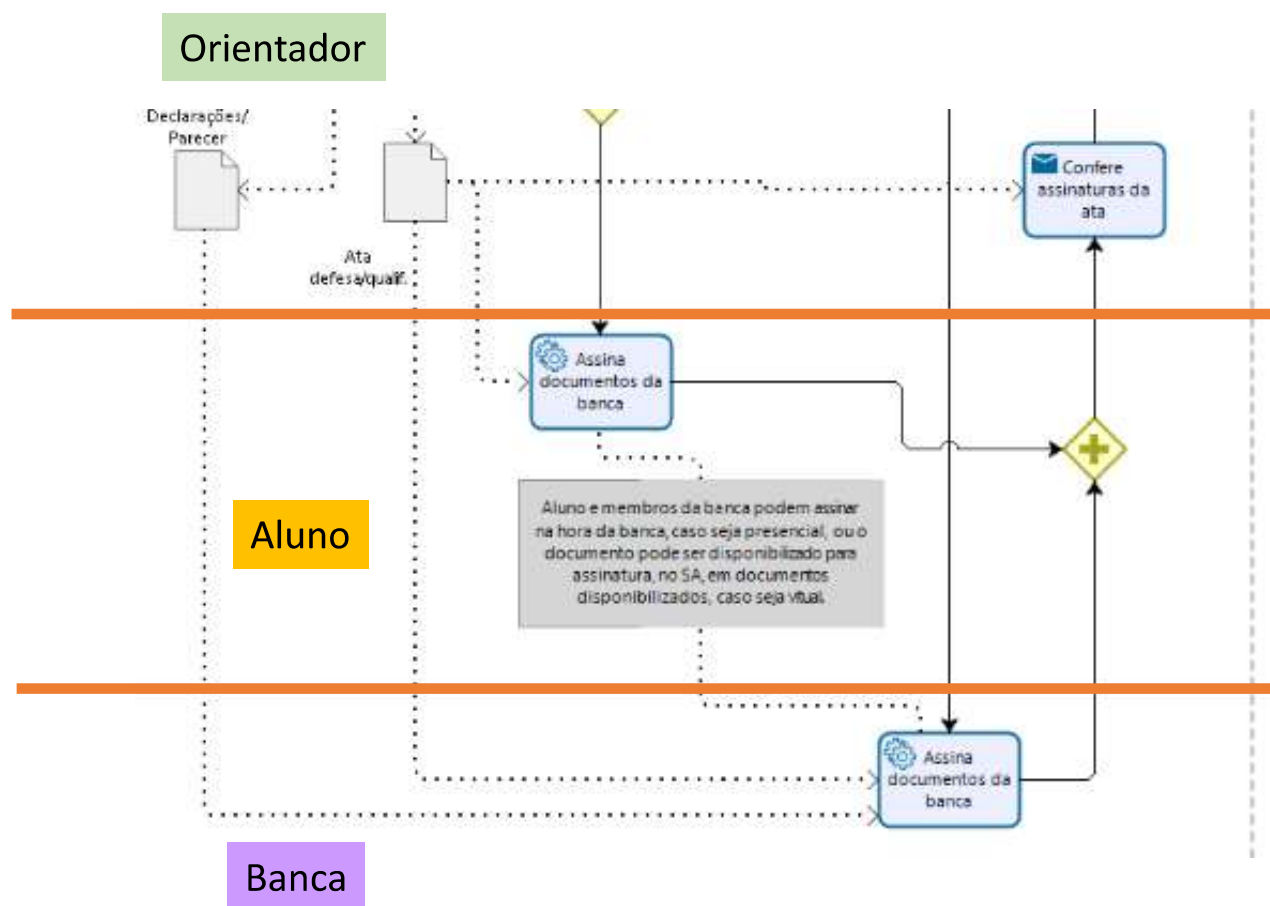 Orientador
Declarações/
Parecer
Confere
assinaturas da
ata
Ata
defesa/qualif.
Assina
documentos da
banca
Aluno e membros da banca podem assinar
na hora da banca, caso seja presencial, ou o
documento pode ser disponibilizado para
assinatura, no SA, em documentos
disponibilizados, caso seja vitual.
Aluno
Assina
documentos da
banca
Banca